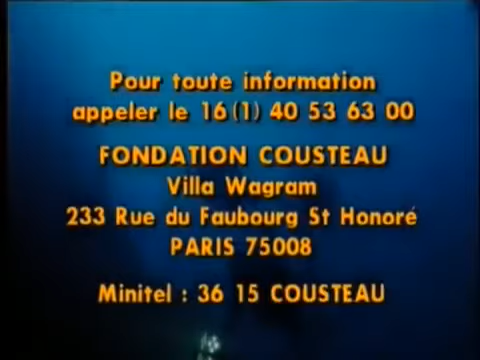 Pour toute information
appeler le 16 (1) 40 53 63 00
FONDATION COUSTEAU
Villa Wagram
233 Rue du Faubourg St Honoré
PARIS 75008
Minitel : 36 15 COUSTEAU